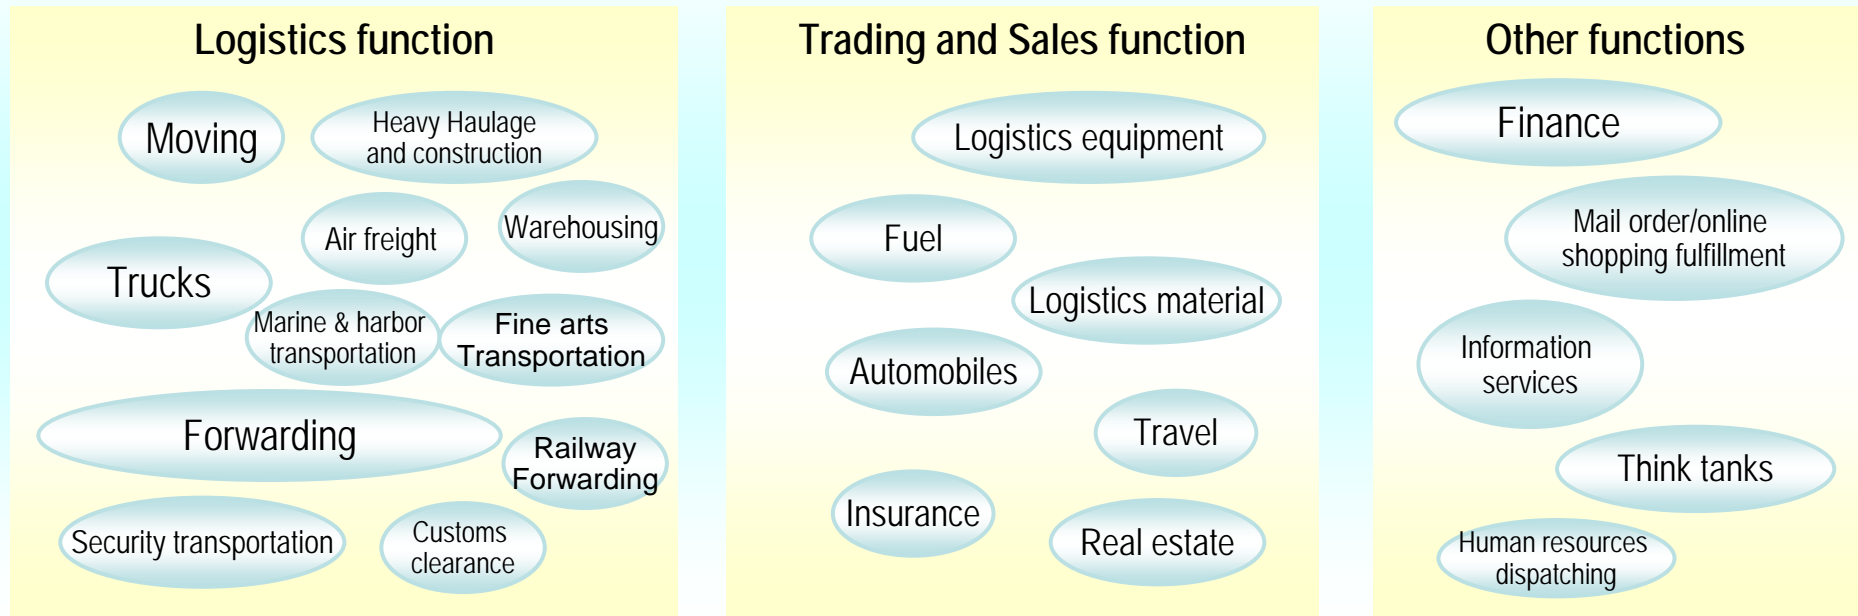 Logistics function
Moving
Heavy Haulage
and construction
Air freight
Warehousing
Trucks
Marine & harbor
transportation
Fine arts
Transportation
Forwarding
Railway
Forwarding
Security transportation
Customs
clearance
Trading and Sales function
Logistics equipment
Fuel
Logistics material
Automobiles
Travel
Insurance
Real estate
Other functions
Finance
Mail order/online
shopping fulfillment
Information
services
Think tanks
Human resources
dispatching